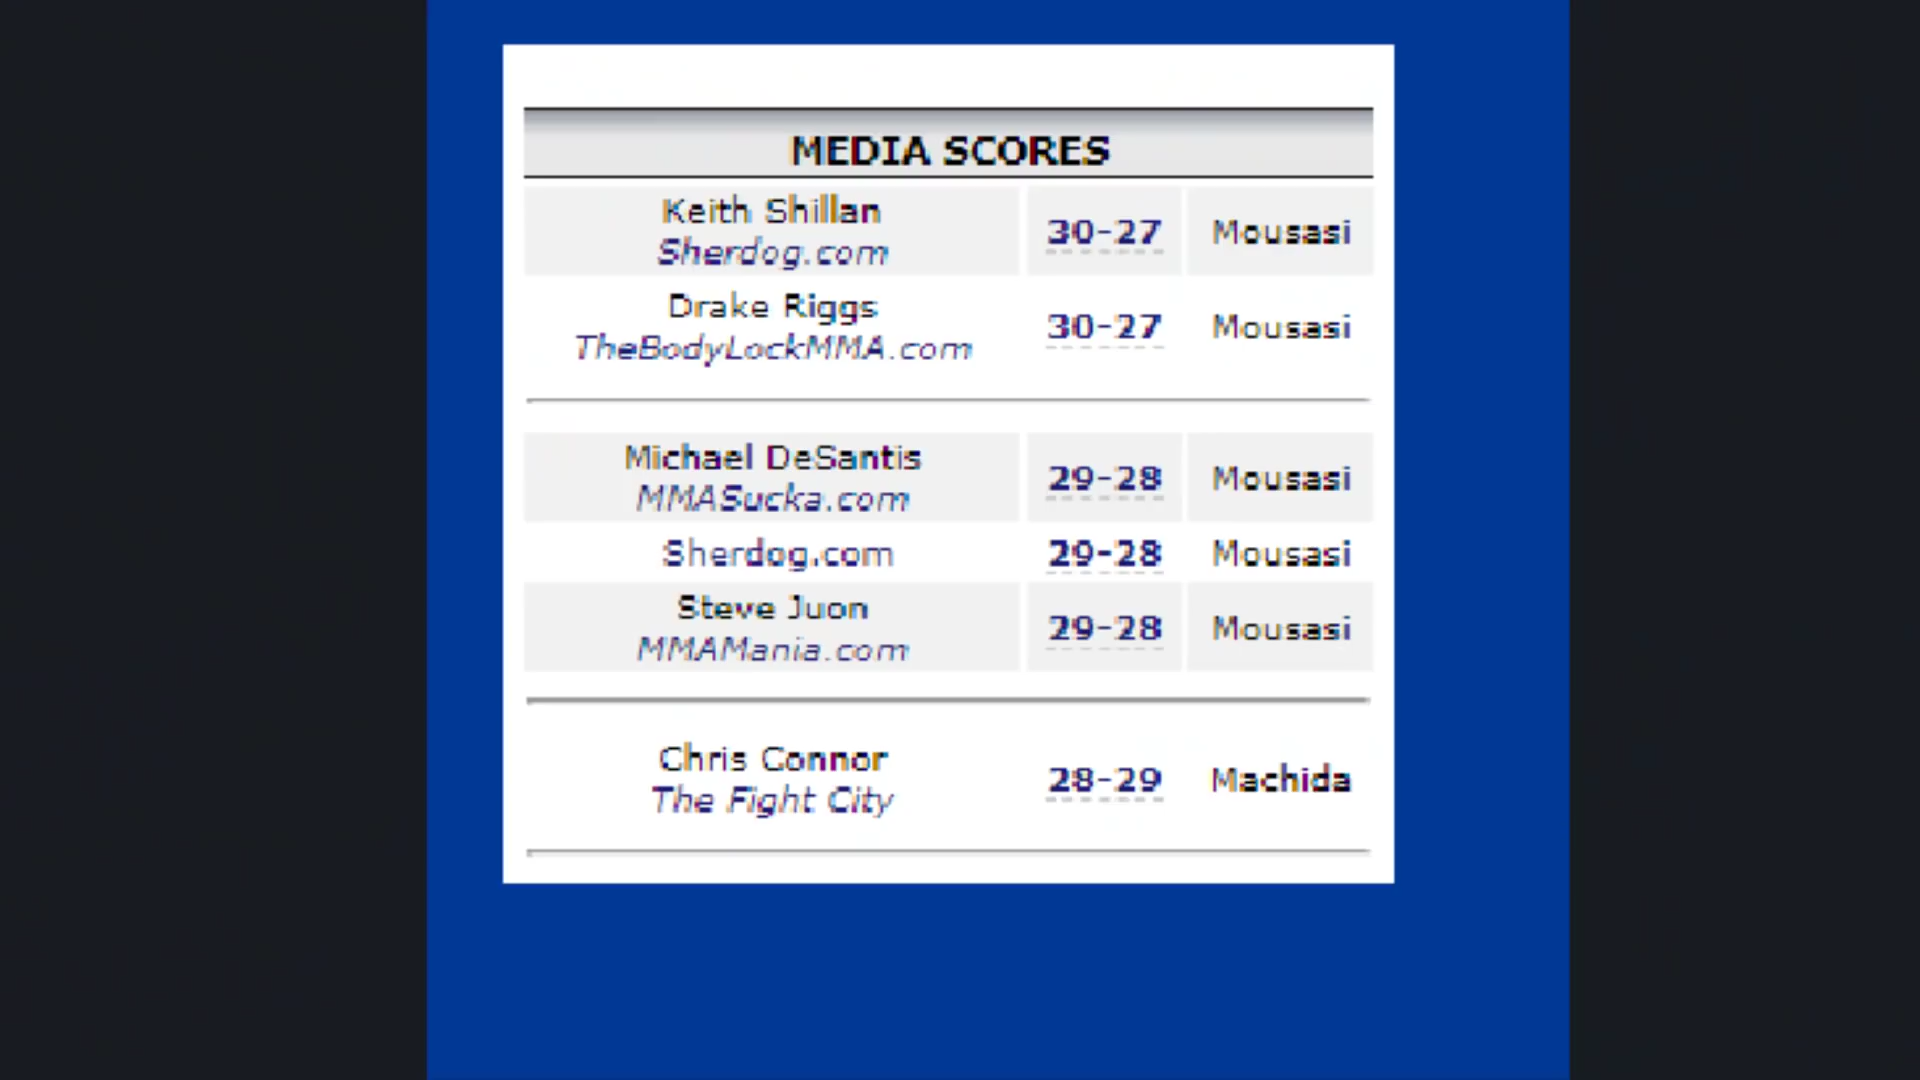 MEDIA SCORES
Keith Shillan
Sherdog.com
30-27 Mousasi
Drake Riggs
TheBodyLockMMA.com
30-27 Mousasi
Michael DeSantis
MMASucka.com
29-28 Mousasi
Sherdog.com 29-28 Mousasi
Steve Juon
MMAMania.com
29-28 Mousasi
Chris Connor
The Fight City
28-29 Machida